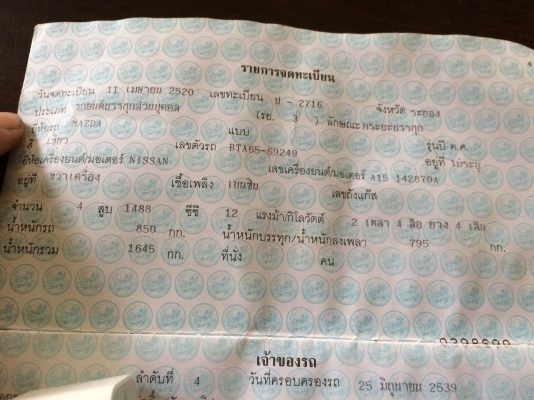 รายการจดทะเบียน
วันจดทะเบียน 11 เมษายน 2520 เลขทะเบียน ป - 2716 จังหวัด ระยอง
ประเภท รถยนต์บรรทุกส่วนบุคคล (รย. 3 ) ลักษณะ กระบะบรรทุก
ยี่ห้อรถ MAZDA แบบ รุ่นปี ค.ศ.
สี เขียว เลขตัวรถ BTA65-69249 อยู่ที่ ไม่ระบุ
ยี่ห้อเครื่องยนต์/มอเตอร์ NISSAN เลขเครื่องยนต์/มอเตอร์ A15 142870A
อยู่ที่ ขวาเครื่อง เชื้อเพลิง เบนซิน เลขถังแก๊ส
จำนวน 4 สูบ 1488 ซีซี 12 แรงม้า/กิโลวัตต์ 2 เพลา 4 ล้อ ยาง 4 เส้น
น้ำหนักรถ 850 กก. น้ำหนักบรรทุก/น้ำหนักลงเพลา 795 กก.
น้ำหนักรวม 1645 กก. ที่นั่ง คน
เจ้าของรถ
ลำดับที่ 4 วันที่ครอบครองรถ 25 มิถุนายน 2539